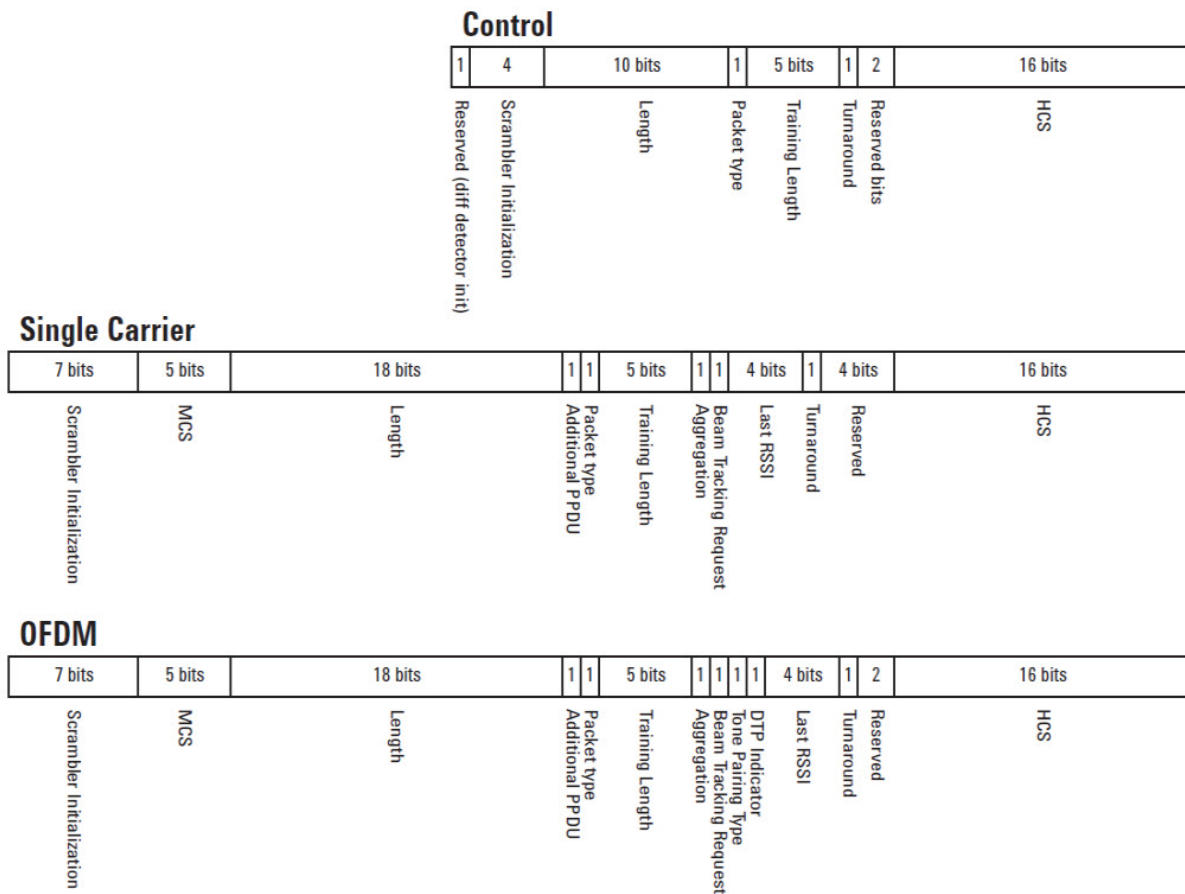 Control
1 4 10 bits 1 5 bits 1 2 16 bits
Reserved (diff detector init)
Scrambler Initialization
Length
Packet type
Training Length
Turnaround
Reserved bits
HCS
Single Carrier
7 bits 5 bits 18 bits 1 1 5 bits 1 1 4 bits 1 4 bits 16 bits
Scrambler Initialization
MCS
Length
Additional PPDU
Packet type
Training Length
Aggregation
Beam Tracking Request
Last RSSI
Turnaround
Reserved
HCS
OFDM
7 bits 5 bits 18 bits 1 1 5 bits 1 1 1 1 4 bits 1 2 16 bits
Scrambler Initialization
MCS
Length
Additional PPDU
Packet type
Training Length
Aggregation
Beam Tracking Request
Tone Pairing Type
DTP Indicator
Last RSSI
Turnaround
Reserved
HCS